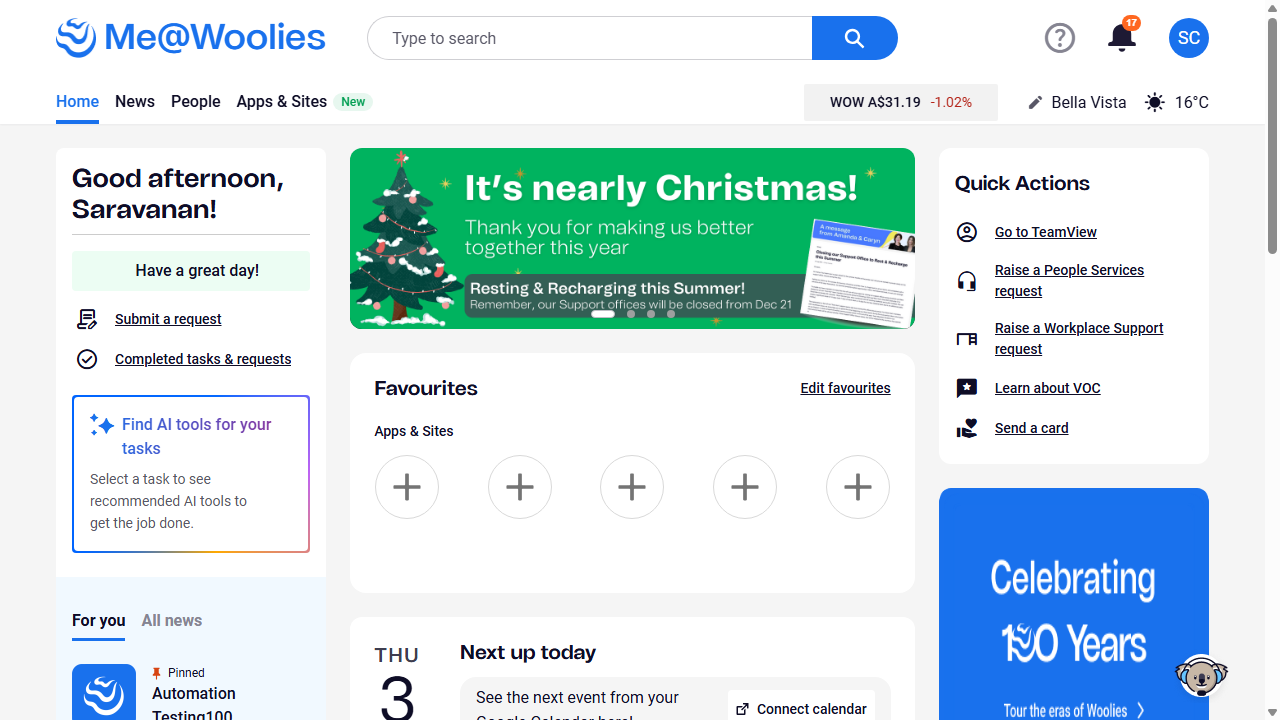 Me@Woolies
Type to search
17
SC
Home
News
People
Apps & Sites
New
WOW A$31.19 -1.02%
Bella Vista
16°C
Good afternoon,
Saravanan!
Have a great day!
Submit a request
Completed tasks & requests
Find AI tools for your
tasks
Select a task to see
recommended AI tools to
get the job done.
For you
All news
Pinned
Automation
Testing100
It's nearly Christmas!
Thank you for making us better
together this year
Resting & Recharging this Summer!
Remember, our Support offices will be closed from Dec 21
A message
from Amanda & Caryn
Favourites
Edit favourites
Apps & Sites
THU
3
Next up today
See the next event from your
Google Calendar here!
Connect calendar
Quick Actions
Go to TeamView
Raise a People Services
request
Raise a Workplace Support
request
Learn about VOC
Send a card
Celebrating
100 Years
Tour the eras of Woolies